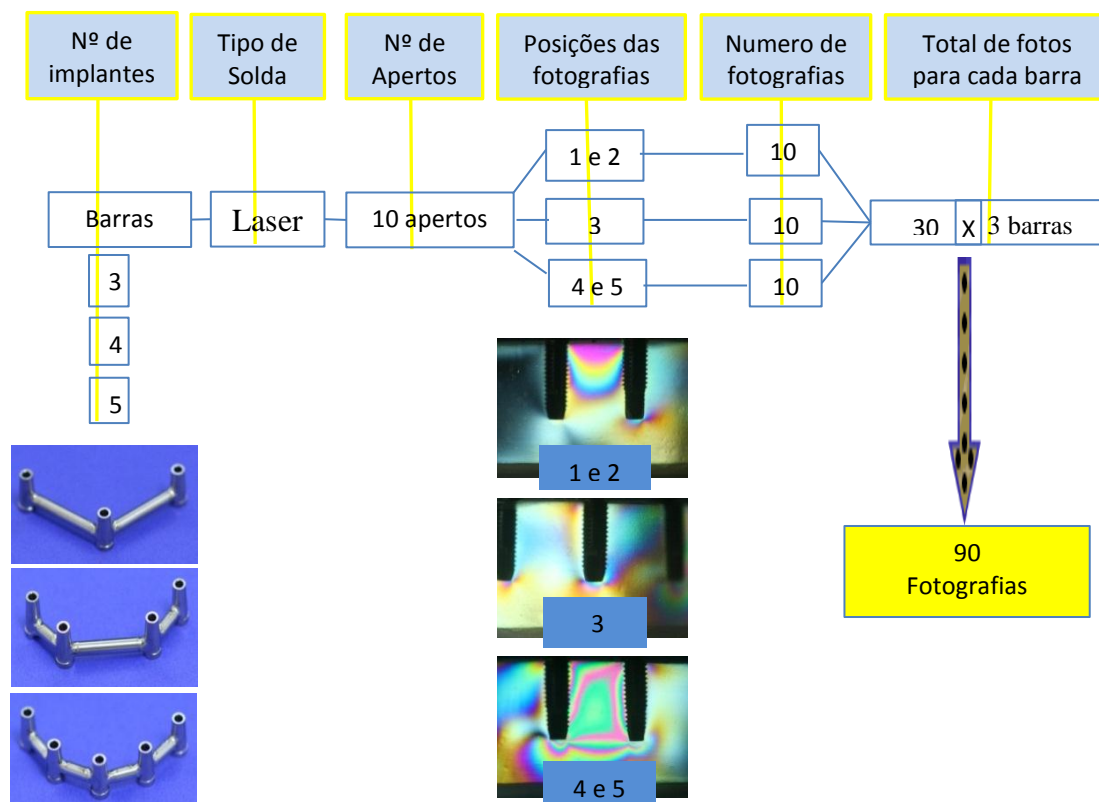 Nº de
implantes
Tipo de
Solda
Nº de
Apertos
Posições das
fotografias
Numero de
fotografias
Total de fotos
para cada barra
Barras
Laser
10 apertos
1 e 2
10
3
10
4 e 5
10
30 X 3 barras
3
4
5
1 e 2
3
4 e 5
90
Fotografias